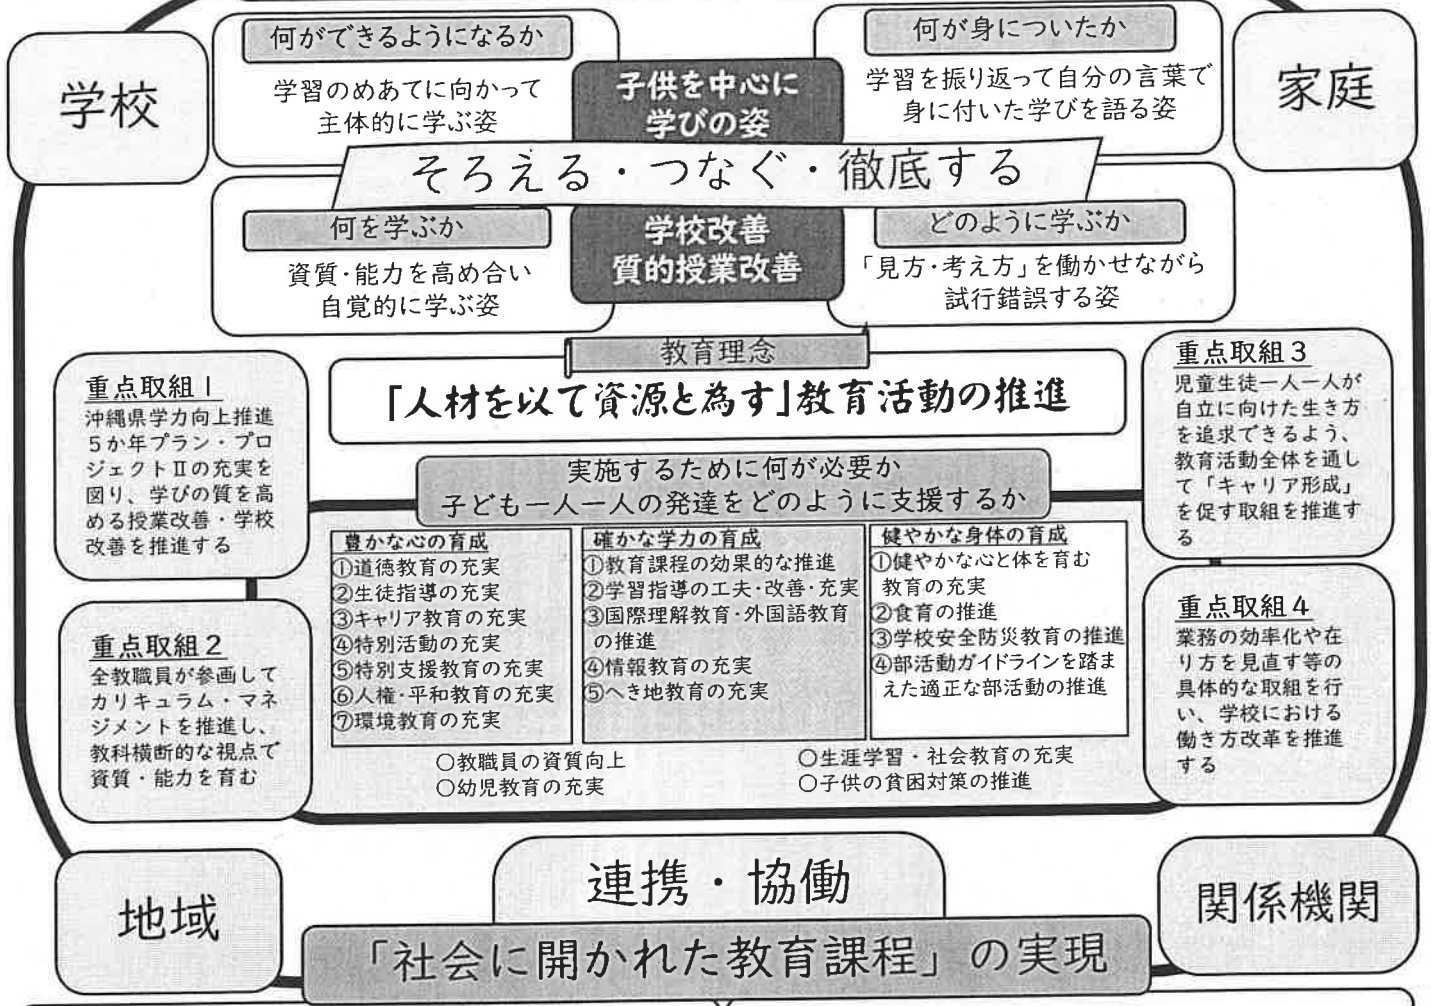 学校
何ができるようになるか
学習のめあてに向かって
主体的に学ぶ姿
子供を中心に
学びの姿
何が身についたか
学習を振り返って自分の言葉で
身に付いた学びを語る姿
家庭
そろえる・つなぐ・徹底する
何を学ぶか
資質・能力を高め合い
自覚的に学ぶ姿
学校改善
質的授業改善
どのように学ぶか
「見方・考え方」を働かせながら
試行錯誤する姿
教育理念
「人材を以て資源と為す」教育活動の推進
重点取組1
沖縄県学力向上推進
5か年プラン・プロ
ジェクトⅡの充実を
図り、学びの質を高
める授業改善・学校
改善を推進する
重点取組2
全教職員が参画して
カリキュラム・マネ
ジメントを推進し、
教科横断的な視点で
資質・能力を育む
実施するために何が必要か
子ども一人一人の発達をどのように支援するか
豊かな心の育成
①道徳教育の充実
②生徒指導の充実
③キャリア教育の充実
④特別活動の充実
⑤特別支援教育の充実
⑥人権・平和教育の充実
⑦環境教育の充実
確かな学力の育成
①教育課程の効果的な推進
②学習指導の工夫・改善・充実
③国際理解教育・外国語教育
の推進
④情報教育の充実
⑤へき地教育の充実
健やかな身体の育成
①健やかな心と体を育む
教育の充実
②食育の推進
③学校安全防災教育の推進
④部活動ガイドラインを踏ま
えた適正な部活動の推進
○教職員の資質向上
○幼児教育の充実
○生涯学習・社会教育の充実
○子供の貧困対策の推進
重点取組3
児童生徒一人一人が
自立に向けた生き方
を追求できるよう、
教育活動全体を通し
て「キャリア形成」
を促す取組を推進す
る
重点取組4
業務の効率化や在
り方を見直す等の
具体的な取組を行
い、学校における
働き方改革を推進
する
地域
連携・協働
関係機関
「社会に開かれた教育課程」の実現